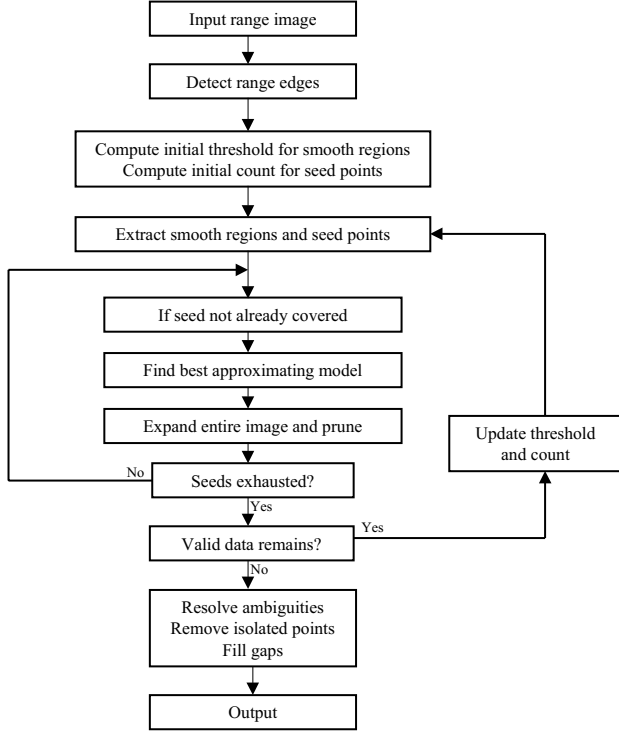 Input range image
Detect range edges
Compute initial threshold for smooth regions
Compute initial count for seed points
Extract smooth regions and seed points
If seed not already covered
Find best approximating model
Expand entire image and prune
Update threshold
and count
No
Seeds exhausted?
Yes
Valid data remains?
Yes
No
Resolve ambiguities
Remove isolated points
Fill gaps
Output